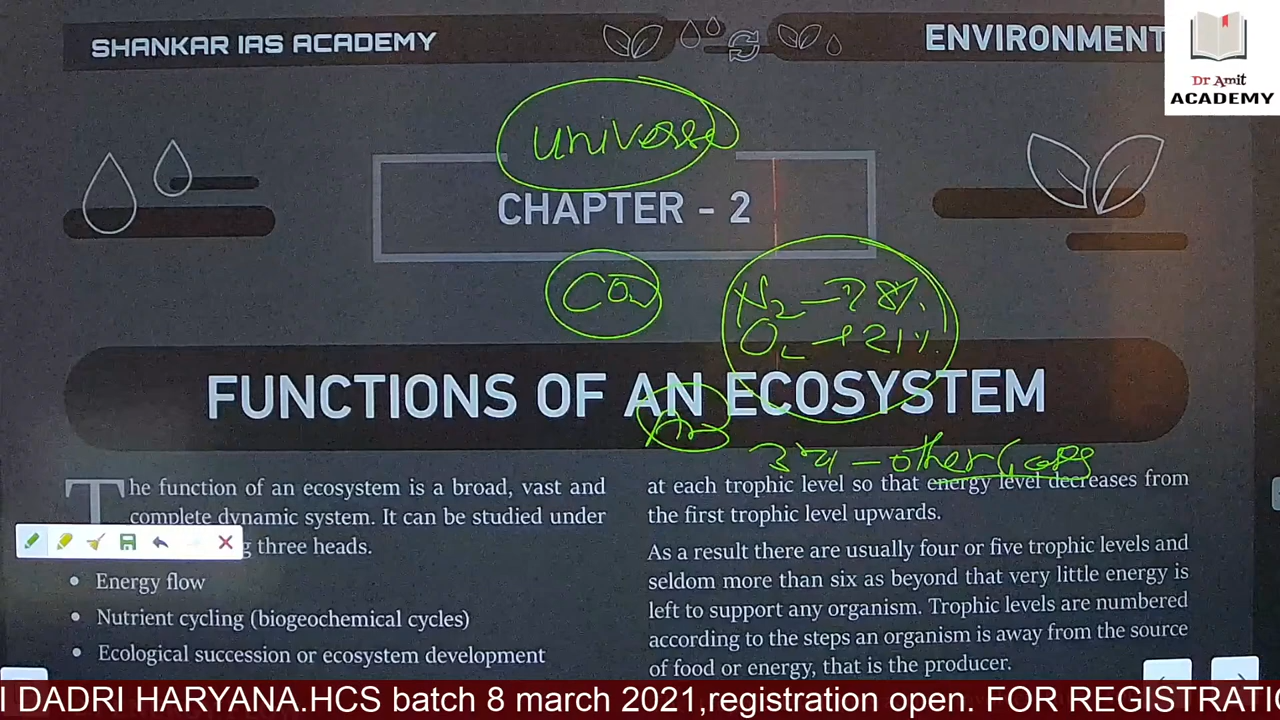 SHANKAR IAS ACADEMY
ENVIRONMENT
Dr Amit
ACADEMY
universe
CHAPTER - 2
CO2
N2 - 78%
O2 - 21%
FUNCTIONS OF AN ECOSYSTEM
other
The function of an ecosystem is a broad, vast and
complete dynamic system. It can be studied under
three heads.
• Energy flow
• Nutrient cycling (biogeochemical cycles)
• Ecological succession or ecosystem development
at each trophic level so that energy level decreases from
the first trophic level upwards.
As a result there are usually four or five trophic levels and
seldom more than six as beyond that very little energy is
left to support any organism. Trophic levels are numbered
according to the steps an organism is away from the source
of food or energy, that is the producer.
I DADRI HARYANA.HCS batch 8 march 2021,registration open. FOR REGISTRATI